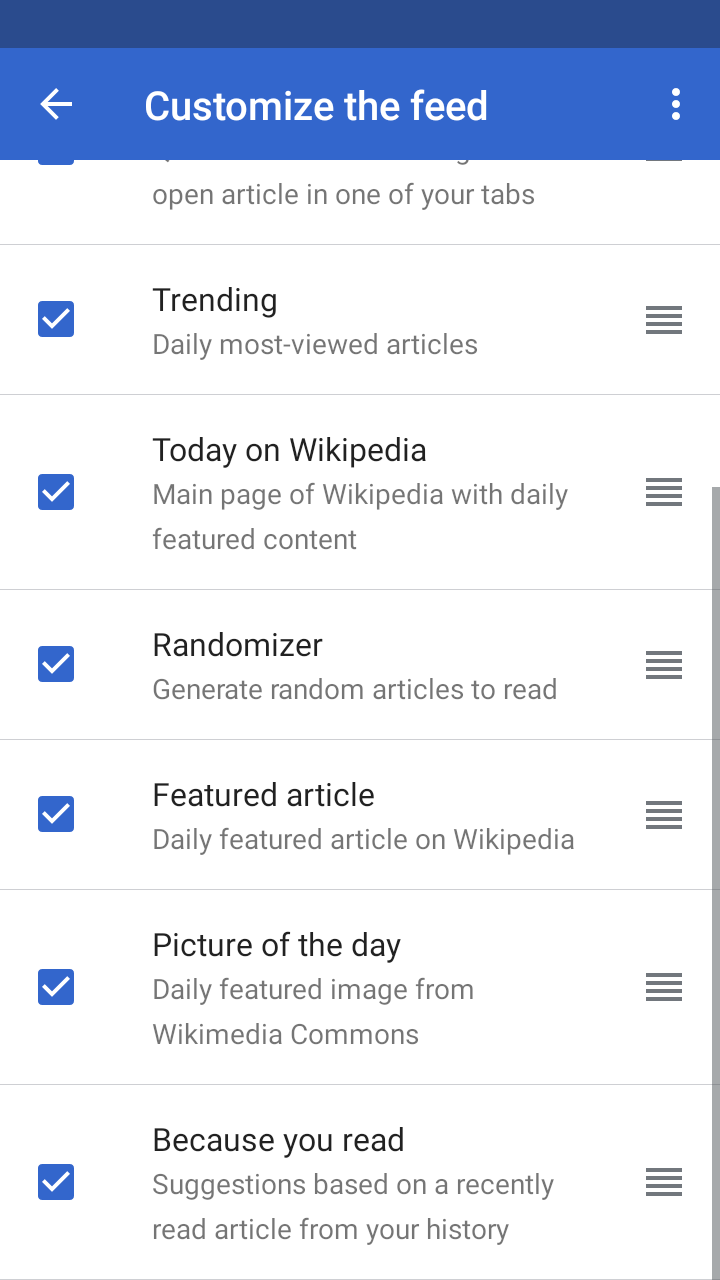 Customize the feed
open article in one of your tabs
Trending
Daily most-viewed articles
Today on Wikipedia
Main page of Wikipedia with daily
featured content
Randomizer
Generate random articles to read
Featured article
Daily featured article on Wikipedia
Picture of the day
Daily featured image from
Wikimedia Commons
Because you read
Suggestions based on a recently
read article from your history